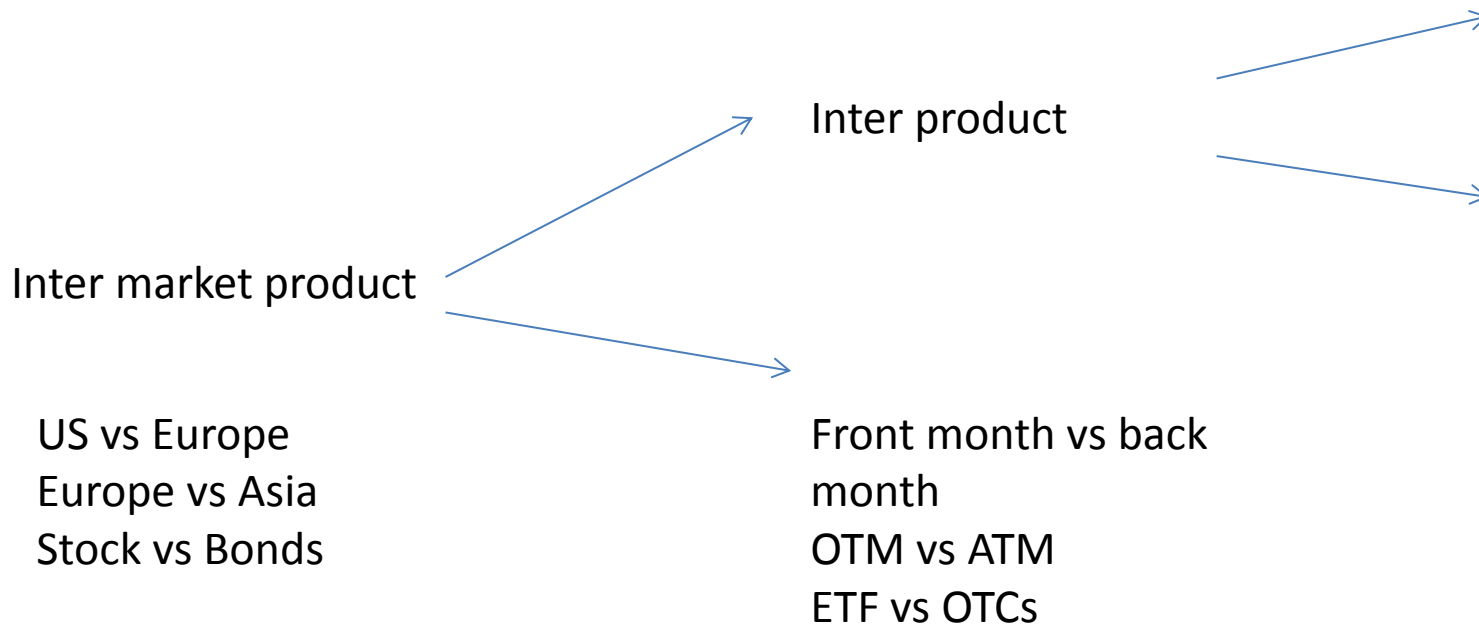 Inter product
Inter market product
US vs Europe
Europe vs Asia
Stock vs Bonds
Front month vs back
month
OTM vs ATM
ETF vs OTCs